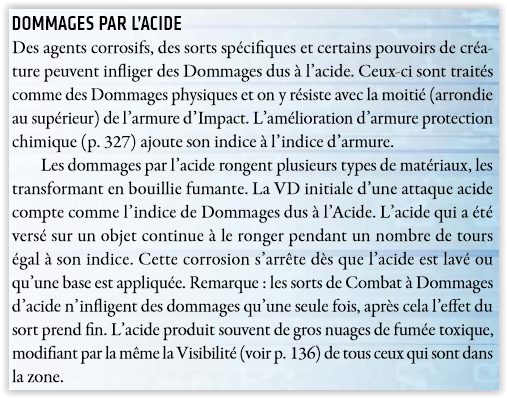 DOMMAGES PAR L'ACIDE
Des agents corrosifs, des sorts spécifiques et certains pouvoirs de créa-
ture peuvent infliger des Dommages dus à l'acide. Ceux-ci sont traités
comme des Dommages physiques et on y résiste avec la moitié (arrondie
au supérieur) de l'armure d'Impact. L'amélioration d'armure protection
chimique (p. 327) ajoute son indice à l'indice d'armure.
Les dommages par l'acide rongent plusieurs types de matériaux, les
transformant en bouillie fumante. La VD initiale d'une attaque acide
compte comme l'indice de Dommages dus à l'Acide. L'acide qui a été
versé sur un objet continue à le ronger pendant un nombre de tours
égal à son indice. Cette corrosion s'arrête dès que l'acide est lavé ou
qu'une base est appliquée. Remarque : les sorts de Combat à Dommages
d'acide n'infligent des dommages qu'une seule fois, après cela l'effet du
sort prend fin. L'acide produit souvent de gros nuages de fumée toxique,
modifiant par la même la Visibilité (voir p. 136) de tous ceux qui sont dans
la zone.